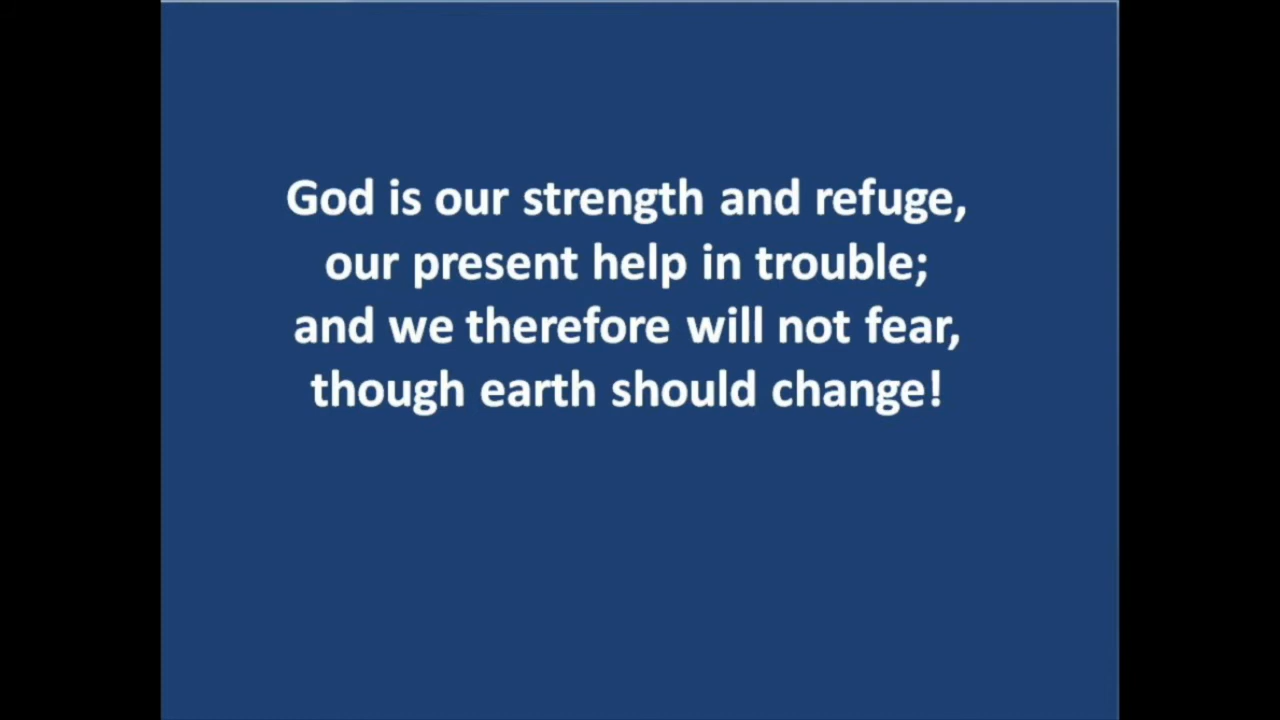 God is our strength and refuge,
our present help in trouble;
and we therefore will not fear,
though earth should change!